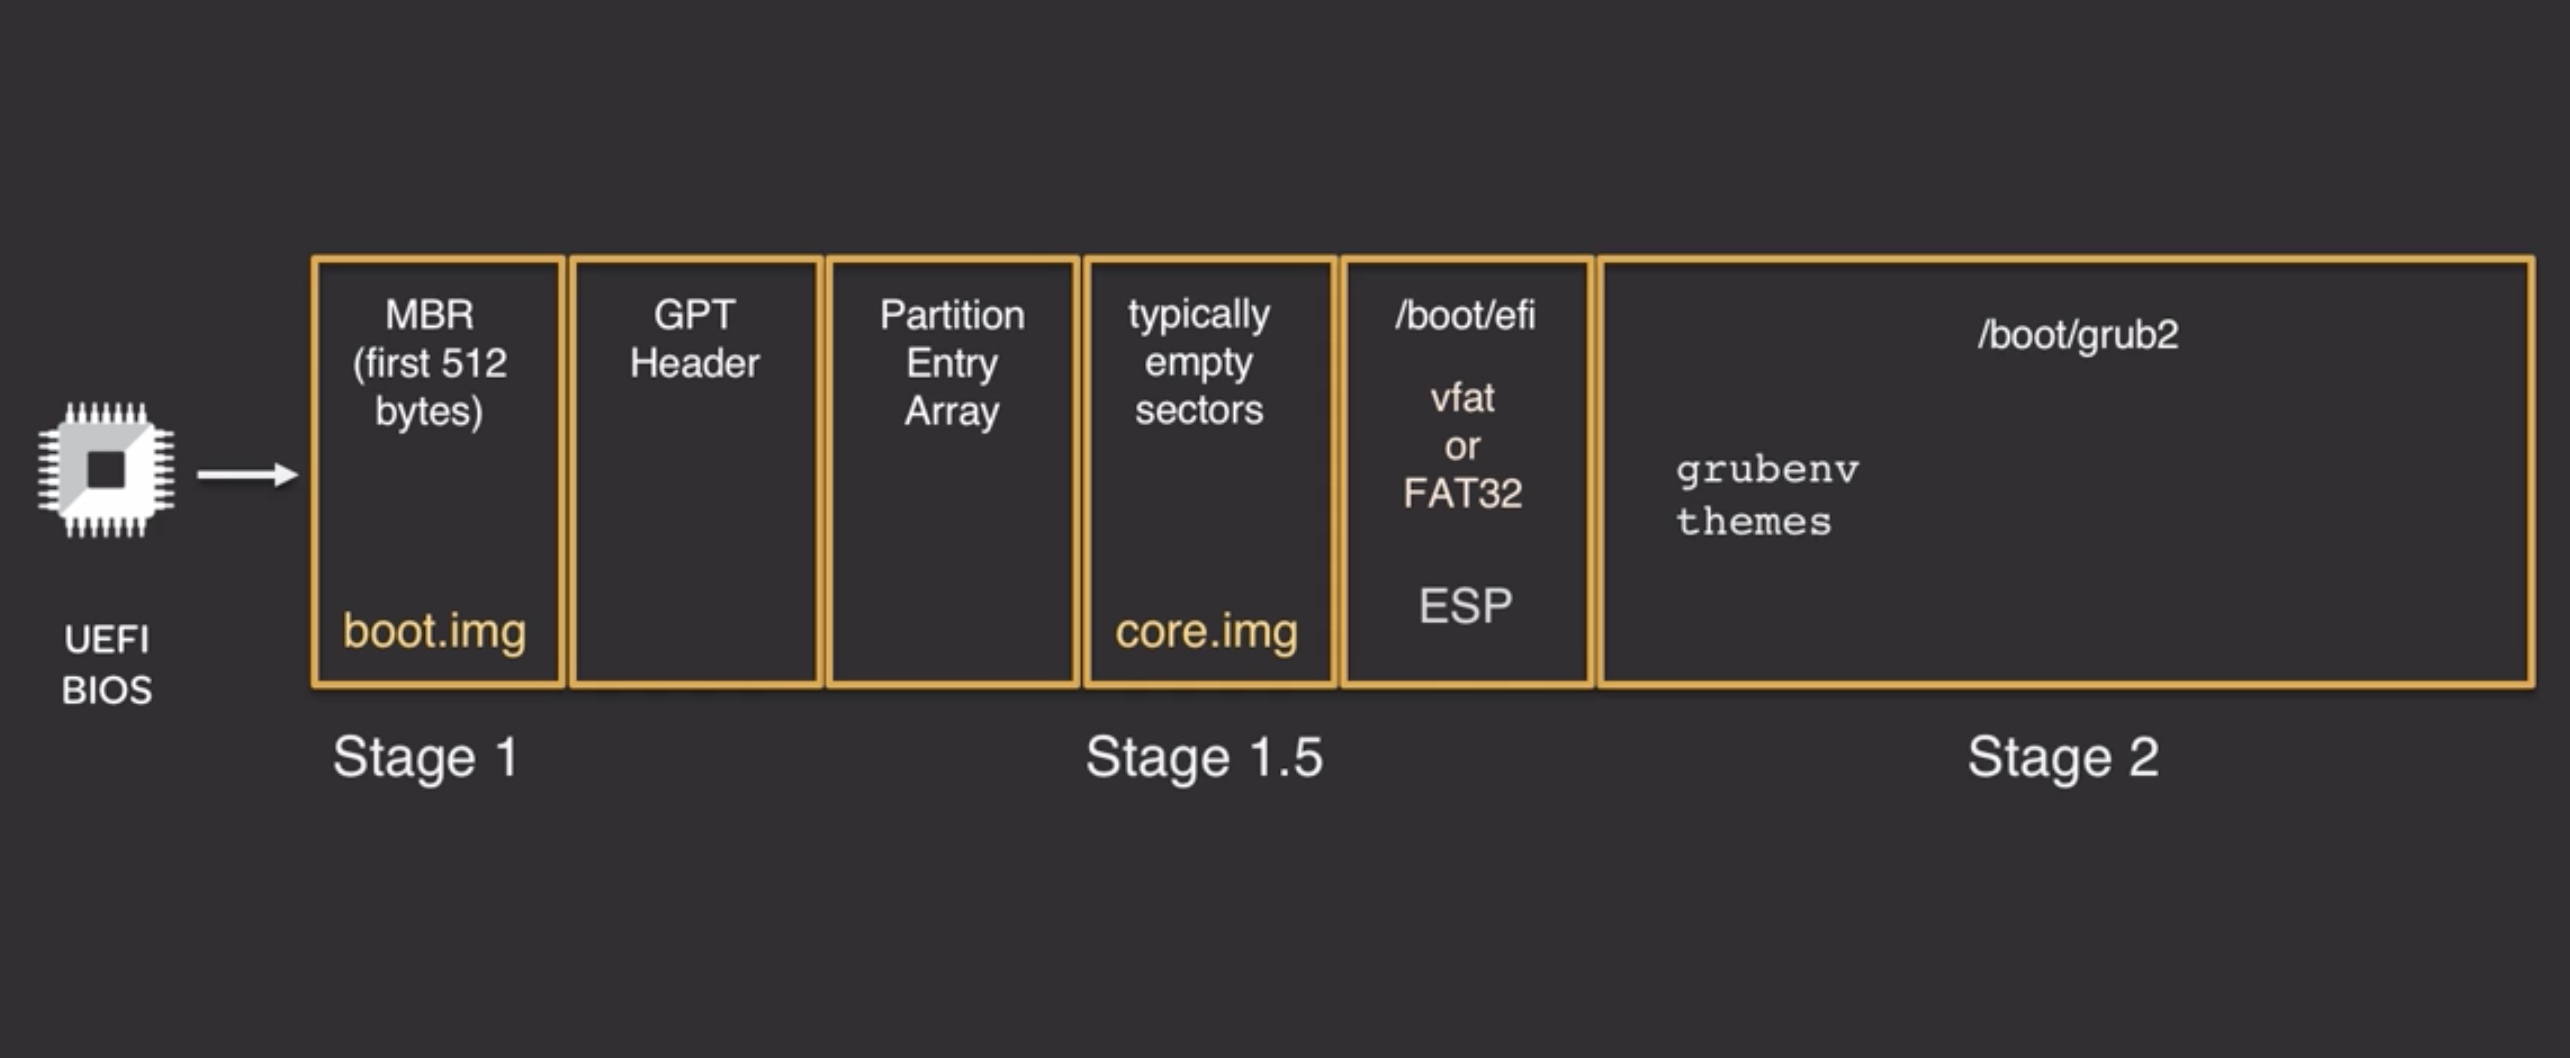 UEFI
BIOS
MBR
(first 512
bytes)
boot.img
GPT
Header
Partition
Entry
Array
typically
empty
sectors
core.img
/boot/efi
vfat
or
FAT32
ESP
/boot/grub2
grubenv
themes
Stage 1
Stage 1.5
Stage 2